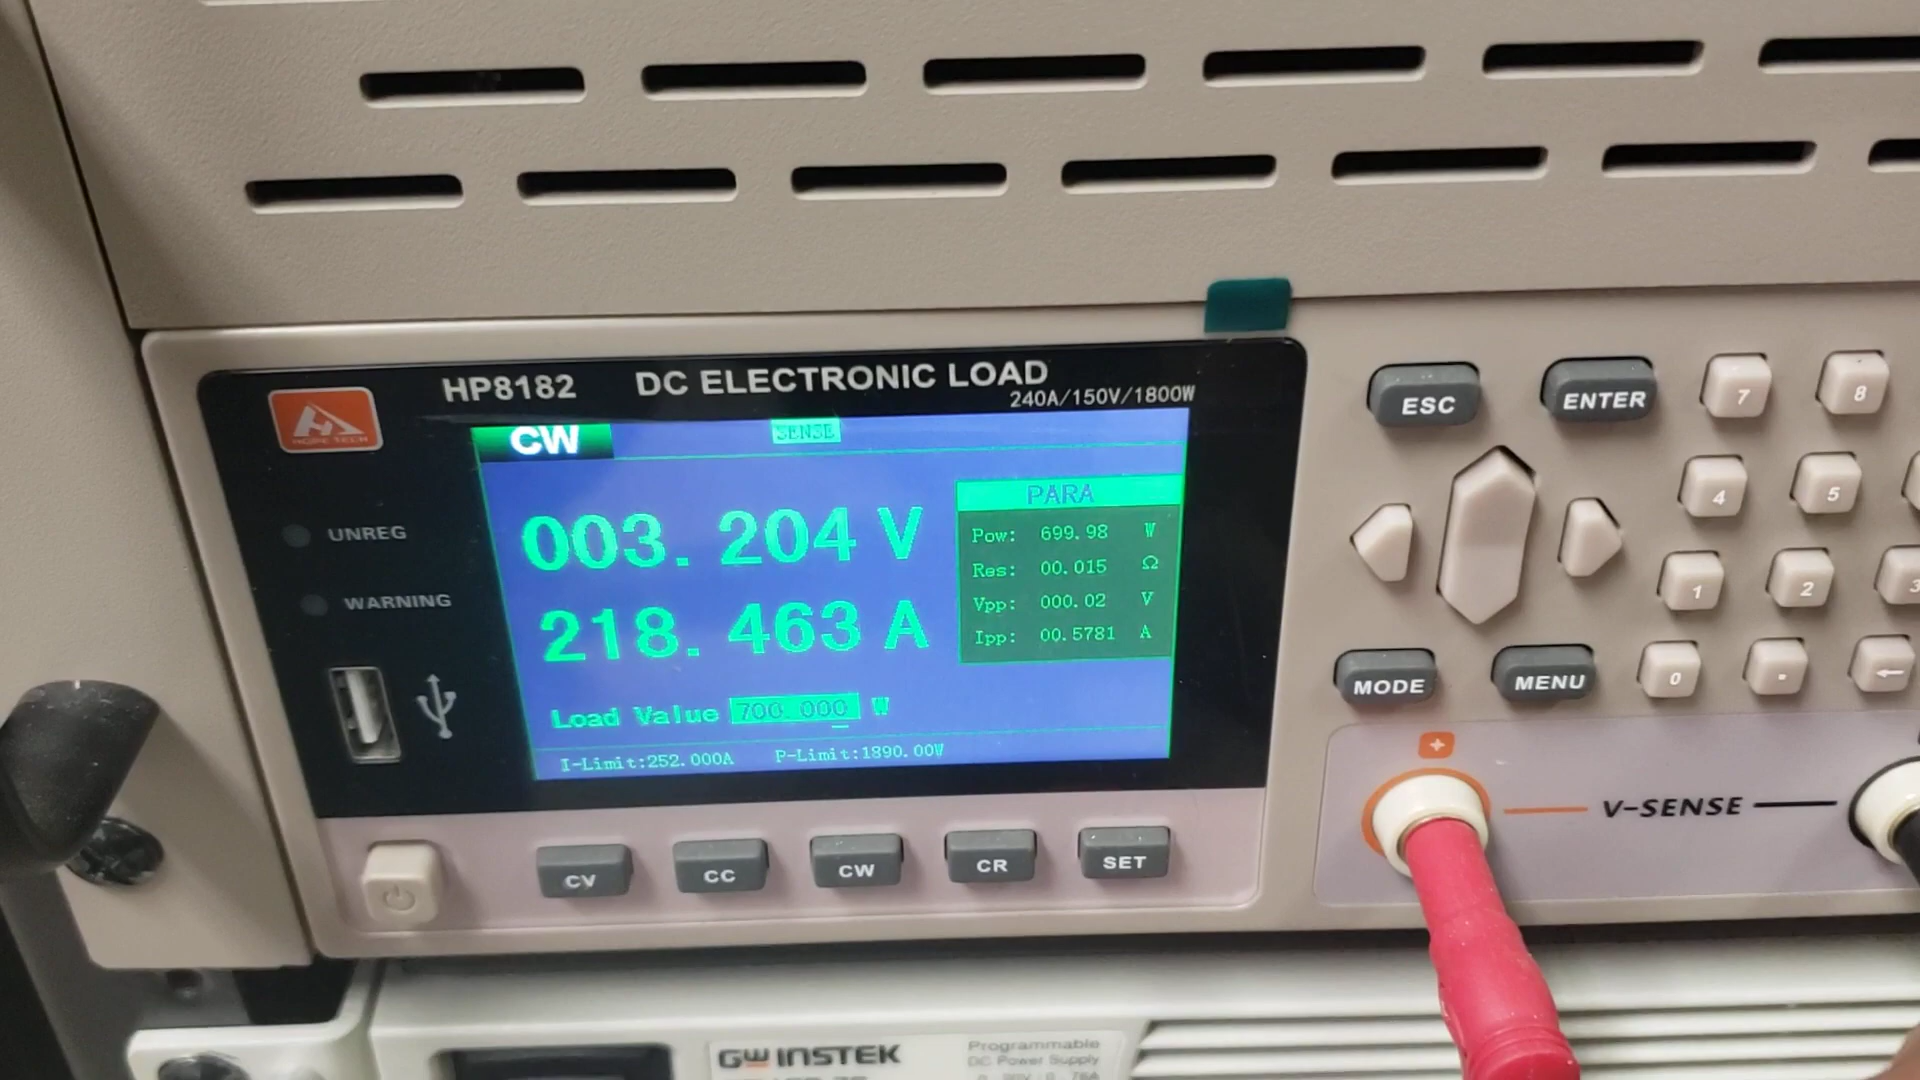 HP8182 DC ELECTRONIC LOAD
240A/150V/1800W
HOPE TECH
CW SENSE
003.204 V
218.463 A
PARA
Pow: 699.98 W
Res: 00.015 Ω
Vpp: 000.02 V
Ipp: 00.5781 A
Load Value 700.000 W
I-Limit:252.000A P-Limit:1890.00W
UNREG
WARNING
CV CC CW CR SET
ESC ENTER 7 8
4 5
1 2 3
MODE MENU 0 . ←
+ V-SENSE
GW INSTEK
Programmable
DC Power Supply